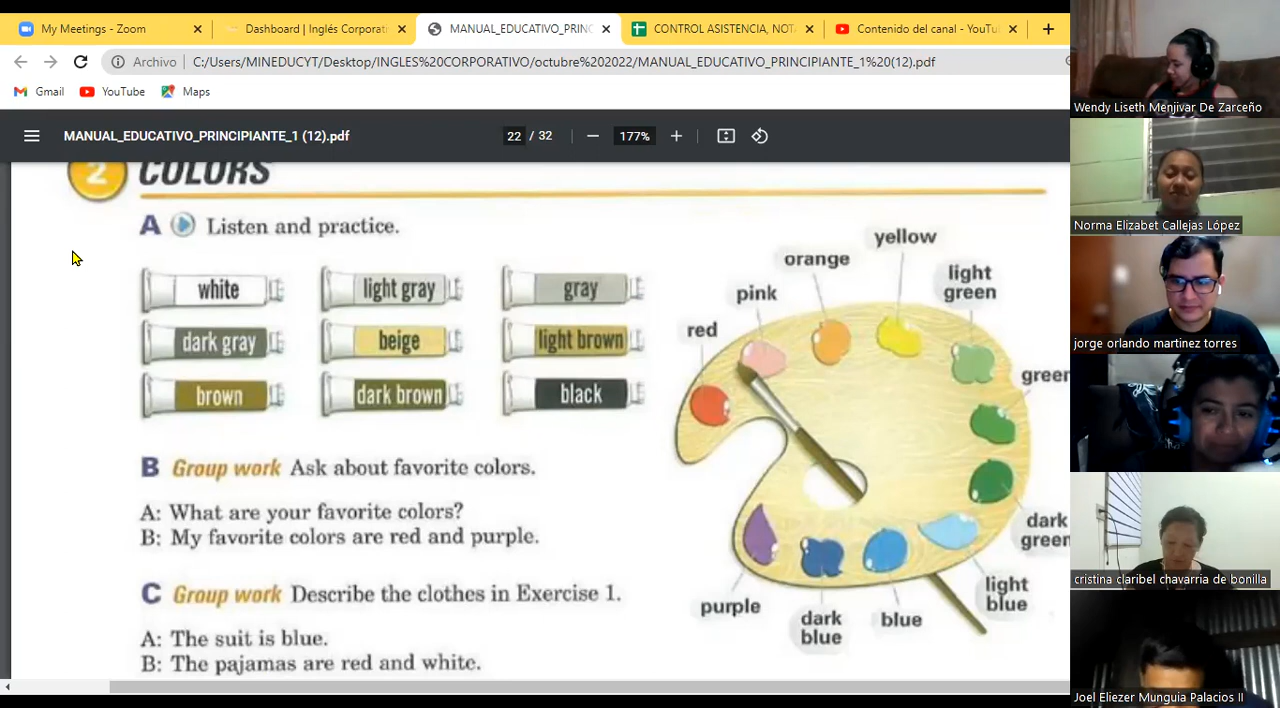 My Meetings - Zoom
Dashboard | Inglés Corporati
MANUAL_EDUCATIVO_PRINC
CONTROL ASISTENCIA, NOT
Contenido del canal - YouTu
Archivo
C:/Users/MINEDUCYT/Desktop/INGLES%20CORPORATIVO/octubre%202022/MANUAL_EDUCATIVO_PRINCIPIANTE_1%20(12).pdf
Gmail
YouTube
Maps
MANUAL_EDUCATIVO_PRINCIPIANTE_1 (12).pdf
22 / 32
177%
2 COLORS
A Listen and practice.
white
light gray
gray
dark gray
beige
light brown
brown
dark brown
black
B Group work Ask about favorite colors.
A: What are your favorite colors?
B: My favorite colors are red and purple.
C Group work Describe the clothes in Exercise 1.
A: The suit is blue.
B: The pajamas are red and white.
red
pink
orange
yellow
light
green
green
dark
green
light
blue
blue
dark
blue
purple
Wendy Liseth Menjivar De Zarceño
Norma Elizabet Callejas López
jorge orlando martinez torres
cristina claribel chavarria de bonilla
Joel Eliezer Munguia Palacios II